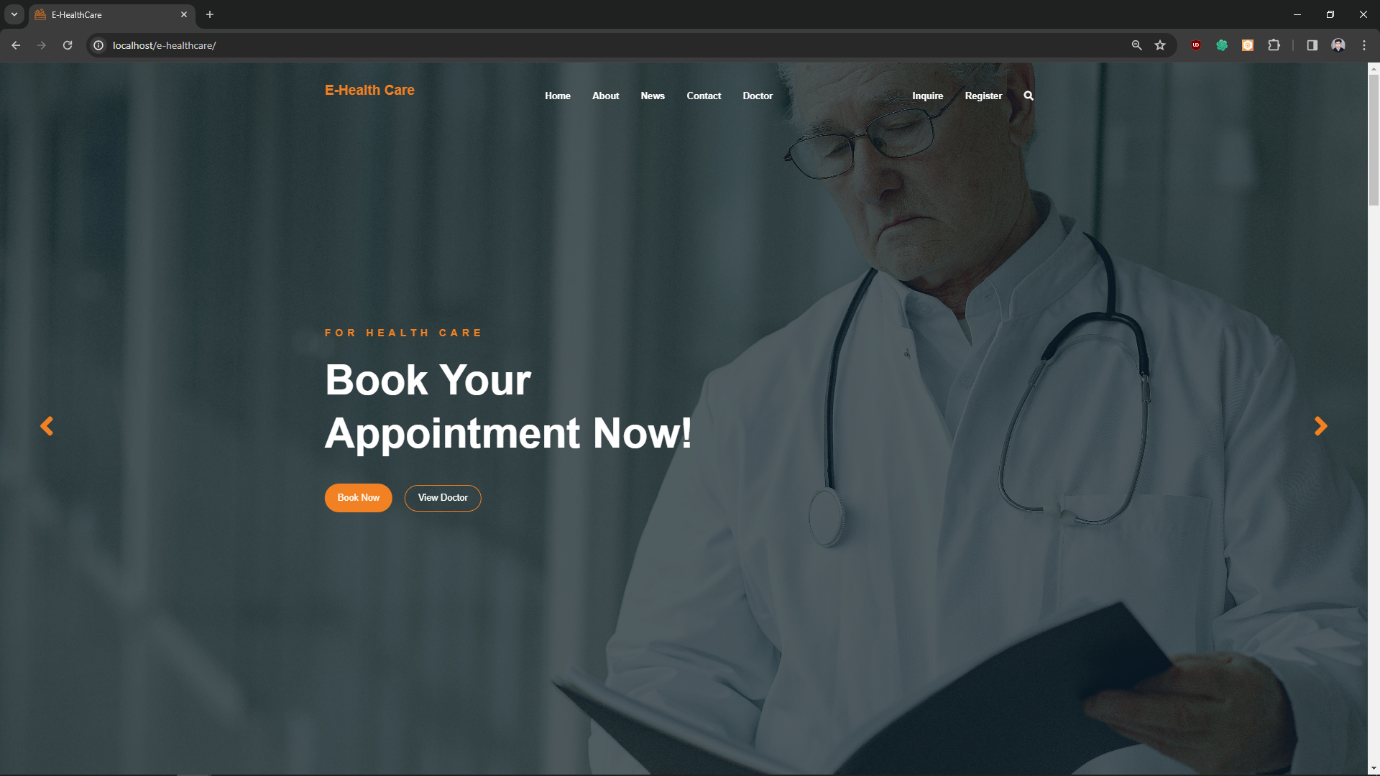 E-HealthCare
localhost/e-healthcare/
E-Health Care
Home About News Contact Doctor Inquire Register
FOR HEALTH CARE
Book Your
Appointment Now!
Book Now View Doctor